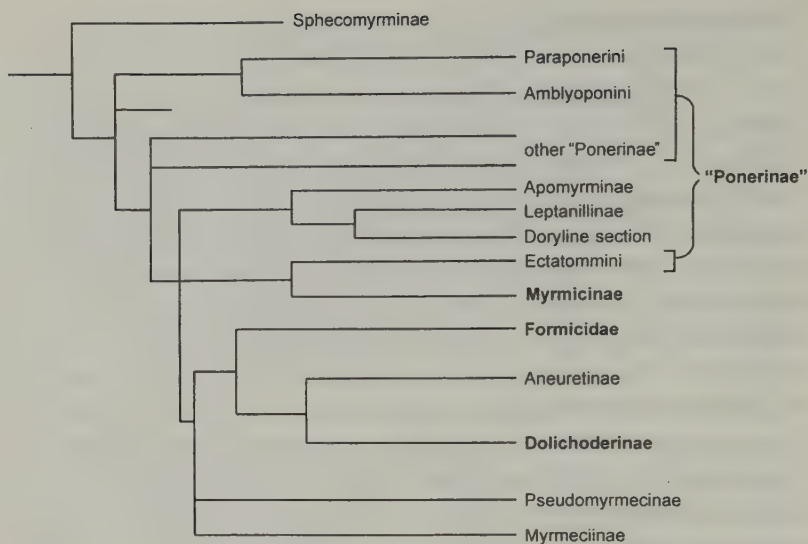 Sphecomyrminae
Paraponerini
Amblyoponini
other “Ponerinae”
“Ponerinae”
Apomyrminae
Leptanillinae
Doryline section
Ectatommini
Myrmicinae
Formicidae
Aneuretinae
Dolichoderinae
Pseudomyrmecinae
Myrmeciinae